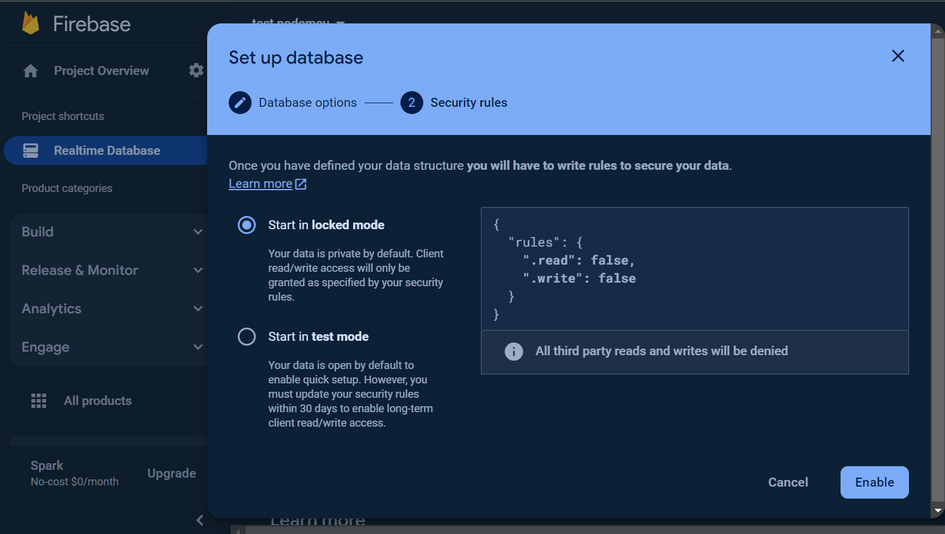 Firebase
test nodemcu
Project Overview
Project shortcuts
Realtime Database
Product categories
Build
Release & Monitor
Analytics
Engage
All products
Spark
No-cost $0/month
Upgrade
Set up database
Database options
2
Security rules
Once you have defined your data structure you will have to write rules to secure your data.
Learn more
Start in locked mode
Your data is private by default. Client
read/write access will only be
granted as specified by your security
rules.
Start in test mode
Your data is open by default to
enable quick setup. However, you
must update your security rules
within 30 days to enable long-term
client read/write access.
{
"rules": {
".read": false,
".write": false
}
}
All third party reads and writes will be denied
Cancel
Enable
Learn more